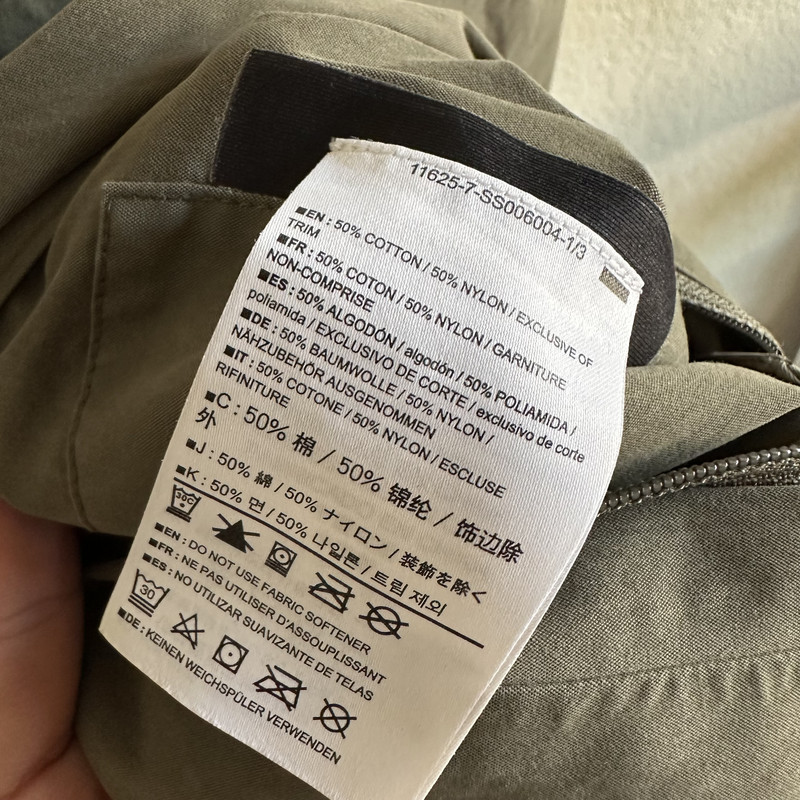 11625-7-SS006004-1/3
■EN : 50% COTTON / 50% NYLON / EXCLUSIVE OF
TRIM
■FR : 50% COTON / 50% NYLON / GARNITURE
NON-COMPRISE
■ES : 50% ALGODÓN / algodón / 50% POLIAMIDA /
poliamida / EXCLUSIVO DE CORTE / exclusivo de corte
■DE : 50% BAUMWOLLE / 50% NYLON /
NÄHZUBEHÖR AUSGENOMMEN
■IT : 50% COTONE / 50% NYLON / ESCLUSE
RIFINITURE
■C : 50% 棉 / 50% 锦纶 / 饰边除
外
■J : 50% 綿 / 50% ナイロン / 装飾を除く
■K : 50% 면 / 50% 나일론 / 트림 제외
30C
■EN : DO NOT USE FABRIC SOFTENER
■FR : NE PAS UTILISER D'ASSOUPLISSANT
■ES : NO UTILIZAR SUAVIZANTE DE TELAS
30
■DE : KEINEN WEICHSPÜLER VERWENDEN